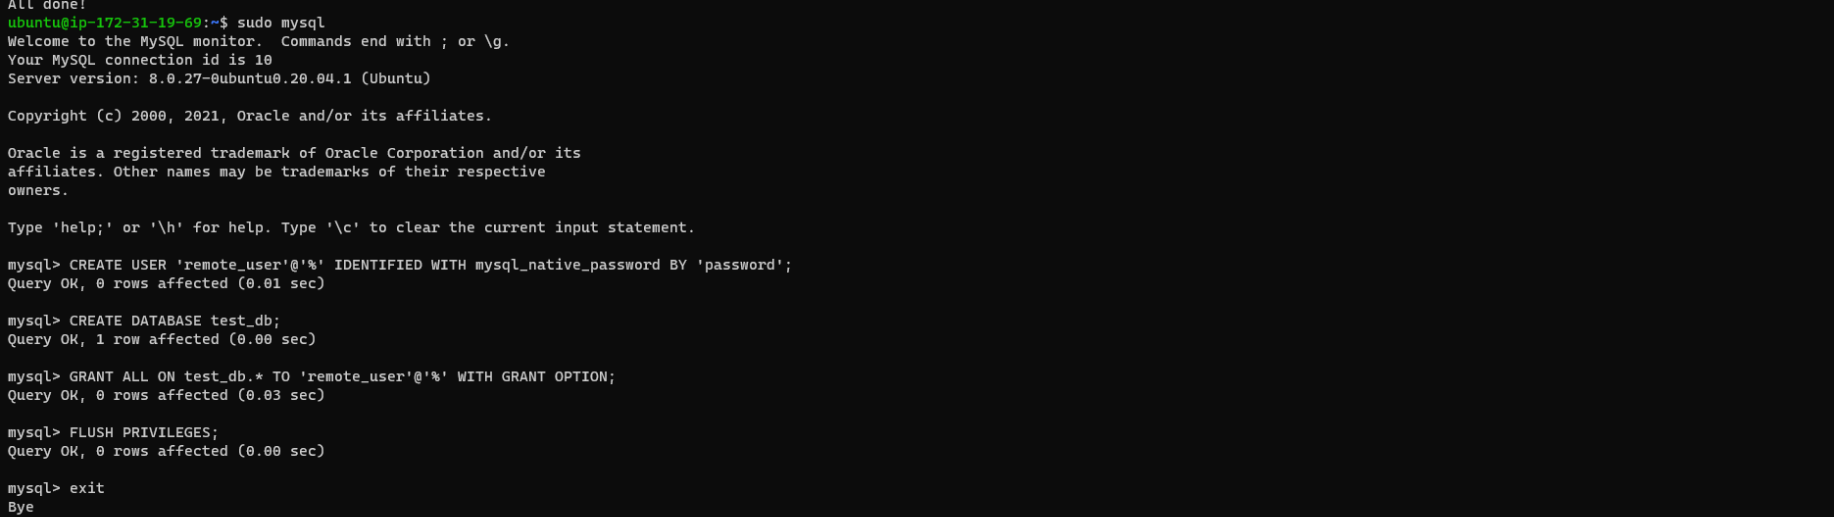 All done!
ubuntu@ip-172-31-19-69:~$ sudo mysql
Welcome to the MySQL monitor.  Commands end with ; or \g.
Your MySQL connection id is 10
Server version: 8.0.27-0ubuntu0.20.04.1 (Ubuntu)
Copyright (c) 2000, 2021, Oracle and/or its affiliates.
Oracle is a registered trademark of Oracle Corporation and/or its
affiliates. Other names may be trademarks of their respective
owners.
Type 'help;' or '\h' for help. Type '\c' to clear the current input statement.
mysql> CREATE USER 'remote_user'@'%' IDENTIFIED WITH mysql_native_password BY 'password';
Query OK, 0 rows affected (0.01 sec)
mysql> CREATE DATABASE test_db;
Query OK, 1 row affected (0.00 sec)
mysql> GRANT ALL ON test_db.* TO 'remote_user'@'%' WITH GRANT OPTION;
Query OK, 0 rows affected (0.03 sec)
mysql> FLUSH PRIVILEGES;
Query OK, 0 rows affected (0.00 sec)
mysql> exit
Bye